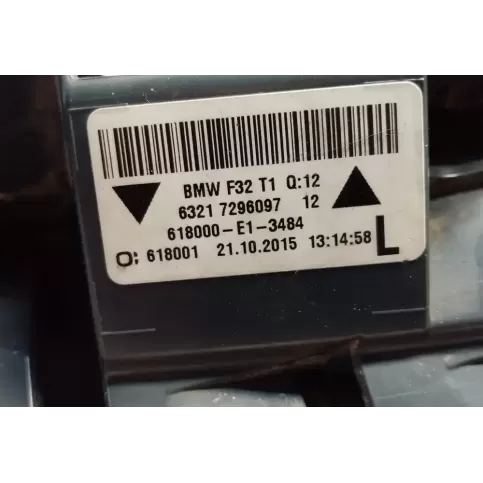 BMW F32 T1 Q:12
6321 7296097 12
618000-E1-3484
O: 618001 21.10.2015 13:14:58 L